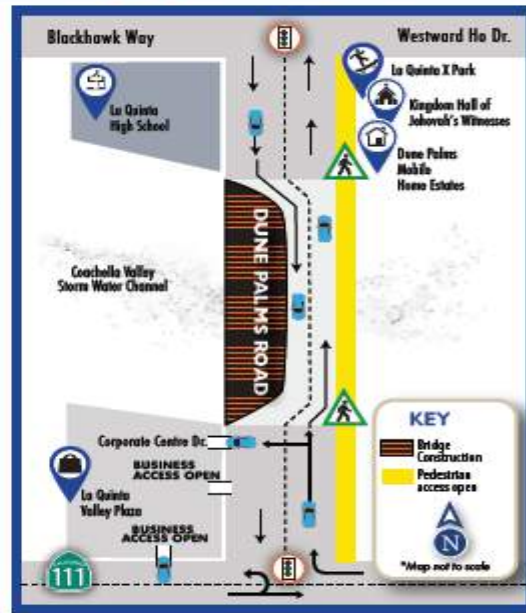 Blackhawk Way
Westward Ho Dr.
La Quinta
High School
La Quinta X Park
Kingdom Hall of
Jehovah's Witnesses
Dune Palms
Mobile
Home Estates
DUNE PALMS ROAD
Coachella Valley
Storm Water Channel
Corporate Centre Dr.
BUSINESS
ACCESS OPEN
La Quinta
Valley Plaza
BUSINESS
ACCESS OPEN
111
KEY
Bridge
Construction
Pedestrian
access open
N
*Map not to scale